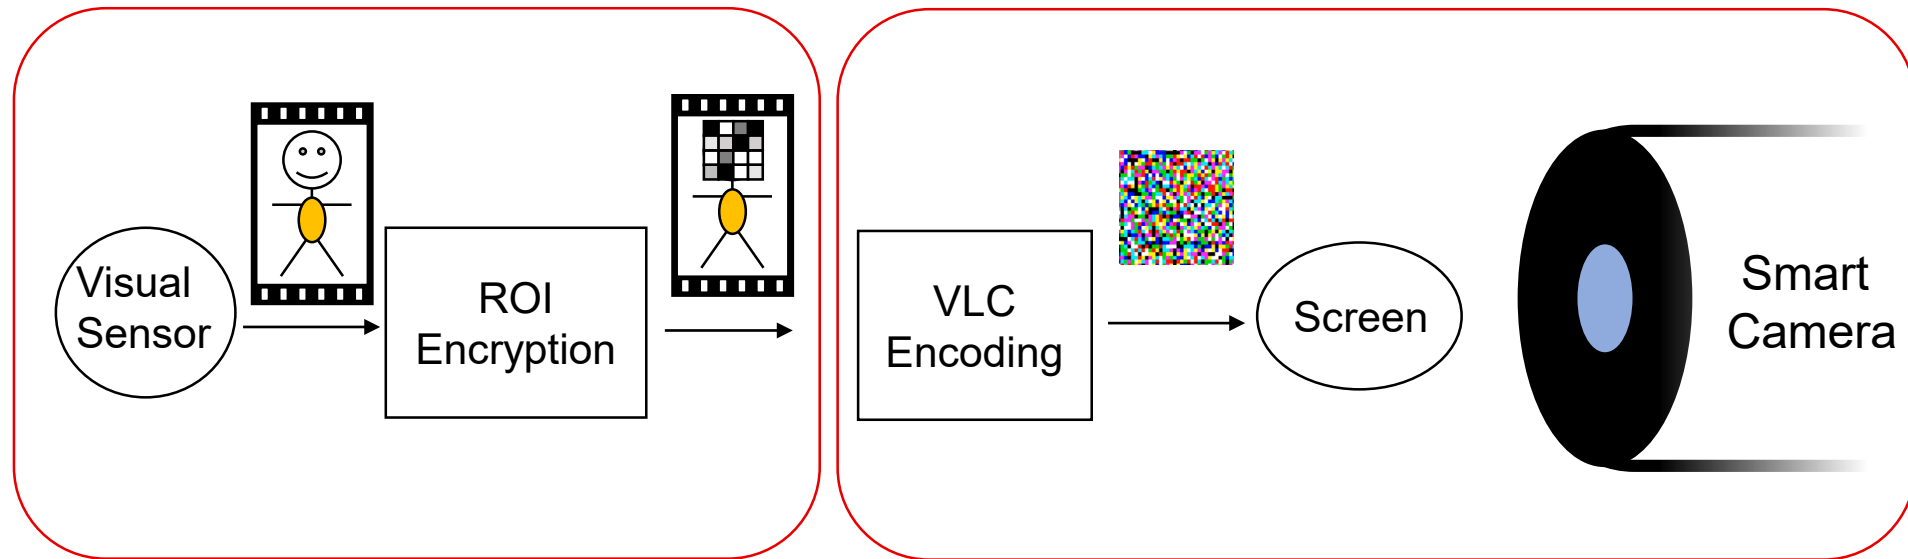 Visual
Sensor
ROI
Encryption
VLC
Encoding
Screen
Smart
Camera